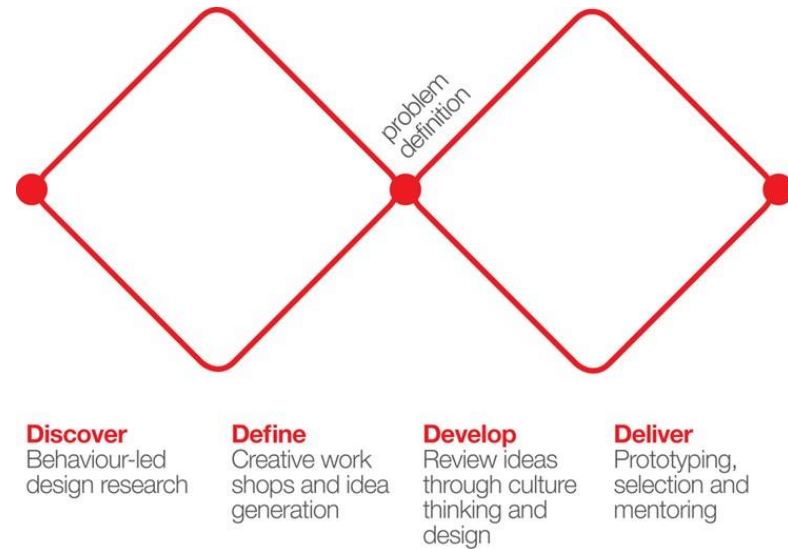 problem
definition
Discover
Behaviour-led
design research
Define
Creative work
shops and idea
generation
Develop
Review ideas
through culture
thinking and
design
Deliver
Prototyping,
selection and
mentoring